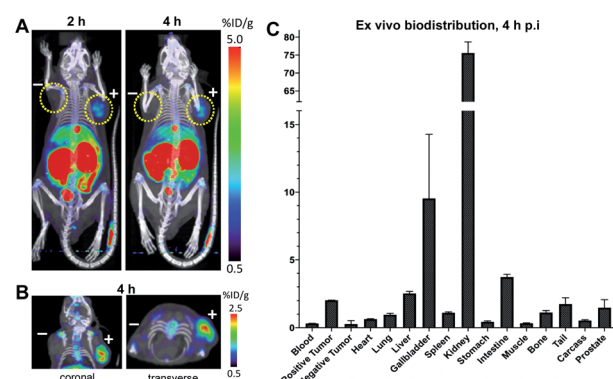 A
2 h
4 h
%ID/g
5.0
0.5
−
+
−
+
B
4 h
%ID/g
2.5
0.5
−
+
−
+
coronal
transverse
C
Ex vivo biodistribution, 4 h p.i
80
75
70
65
15
10
5
0
Blood
Positive Tumor
Negative Tumor
Heart
Lung
Liver
Gallbladder
Spleen
Kidney
Stomach
Intestine
Muscle
Bone
Tail
Carcass
Prostate